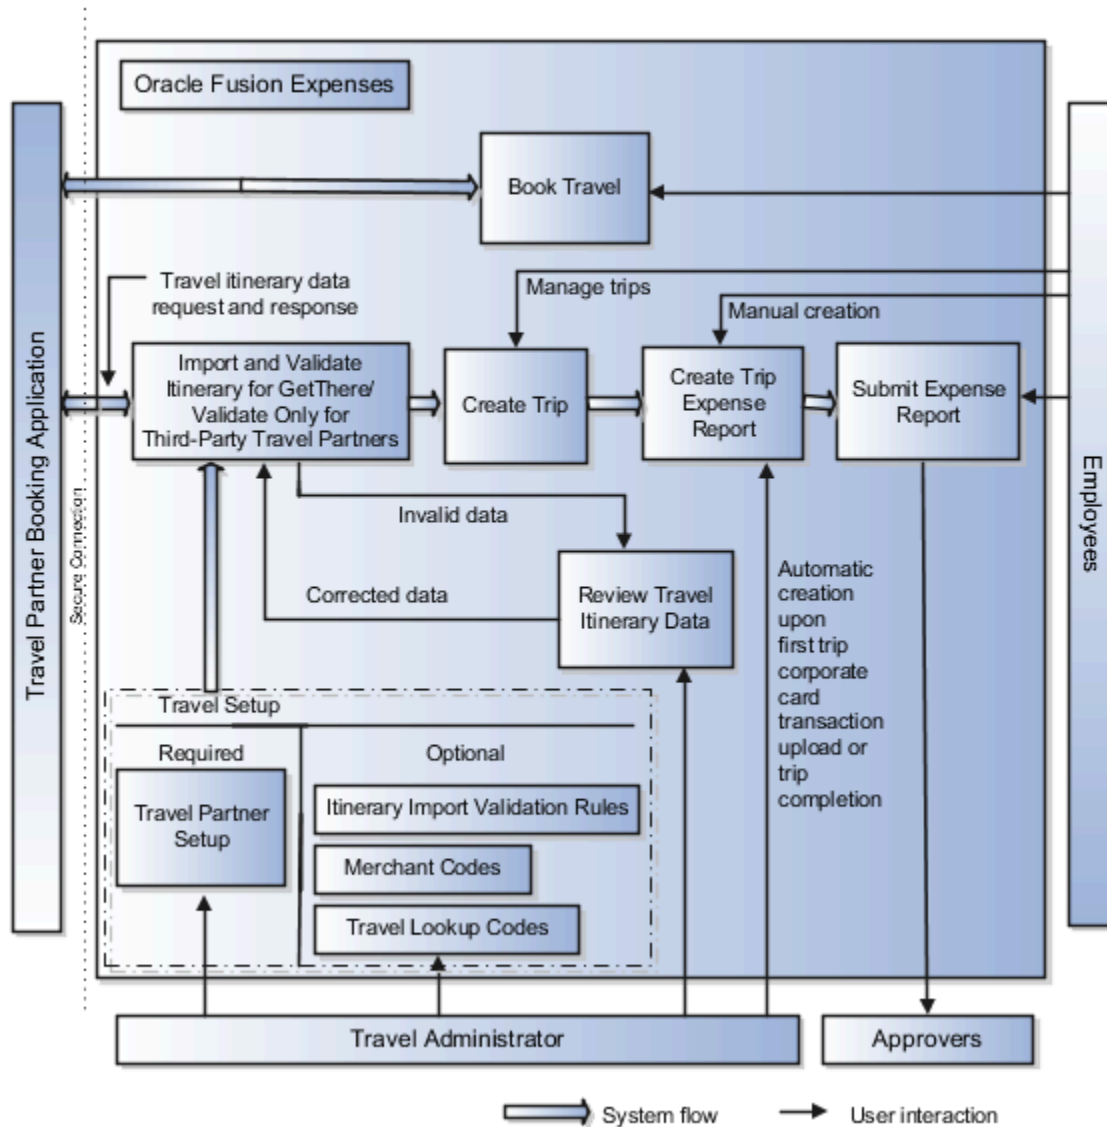 Oracle Fusion Expenses
Travel Partner Booking Application
Secure Connection
Book Travel
Employees
Travel itinerary data
request and response
Manage trips
Manual creation
Import and Validate
Itinerary for GetThere/
Validate Only for
Third-Party Travel Partners
Create Trip
Create Trip
Expense
Report
Submit Expense
Report
Invalid data
Corrected data
Review Travel
Itinerary Data
Automatic
creation
upon
first trip
corporate
card
transaction
upload or
trip
completion
Travel Setup
Required
Optional
Travel Partner
Setup
Itinerary Import Validation Rules
Merchant Codes
Travel Lookup Codes
Travel Administrator
Approvers
System flow
User interaction